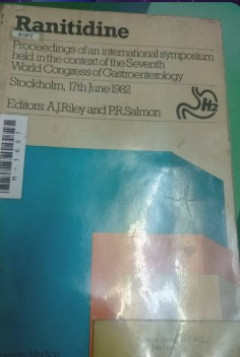 Ranitidine
Proceedings of an international symposium
held in the context of the Seventh
World Congress of Gastroenterology
Stockholm, 17th June 1982
Editors: A.J.Riley and P.R.Salmon
H2